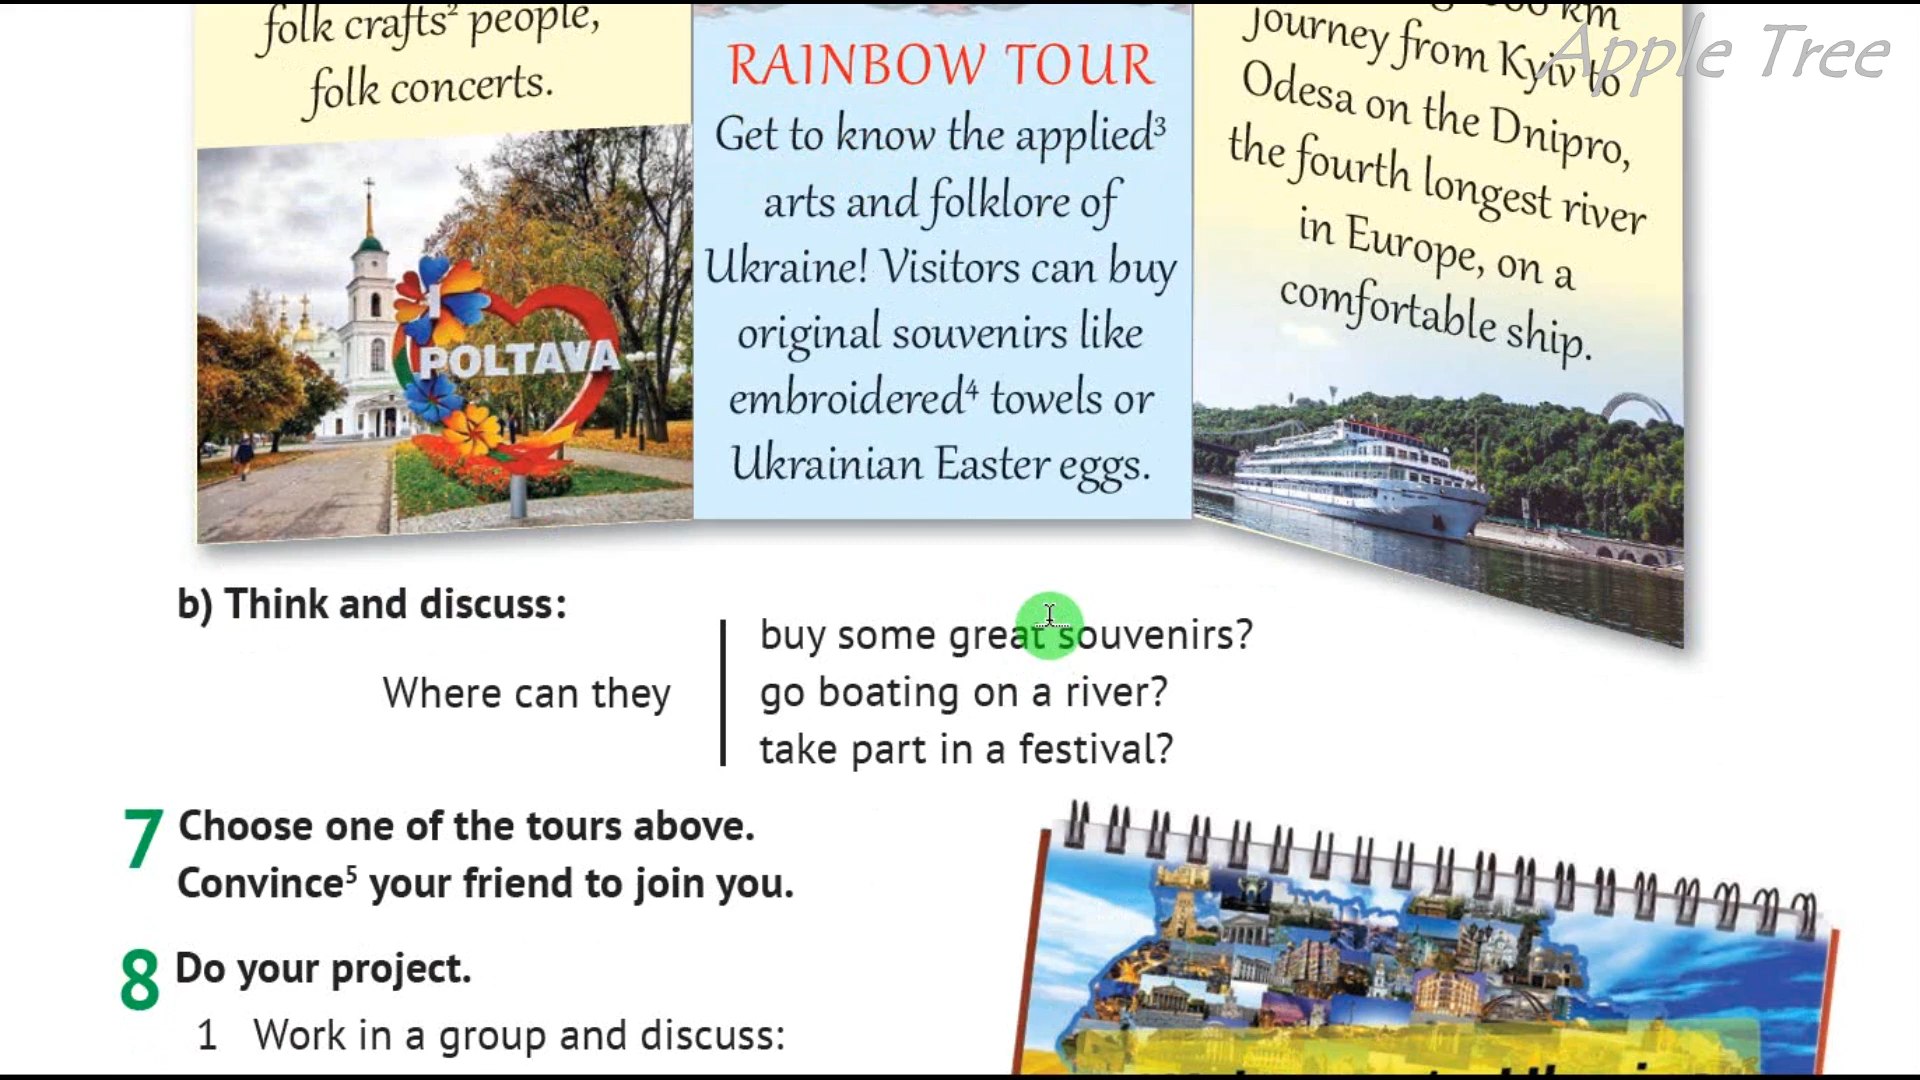 folk crafts² people,
folk concerts.
I
POLTAVA
RAINBOW TOUR
Get to know the applied³
arts and folklore of
Ukraine! Visitors can buy
original souvenirs like
embroidered⁴ towels or
Ukrainian Easter eggs.
km
journey from Kyiv to
Odesa on the Dnipro,
the fourth longest river
in Europe, on a
comfortable ship.
Apple Tree
b) Think and discuss:
Where can they
buy some great souvenirs?
go boating on a river?
take part in a festival?
7 Choose one of the tours above.
Convince⁵ your friend to join you.
8 Do your project.
1 Work in a group and discuss: